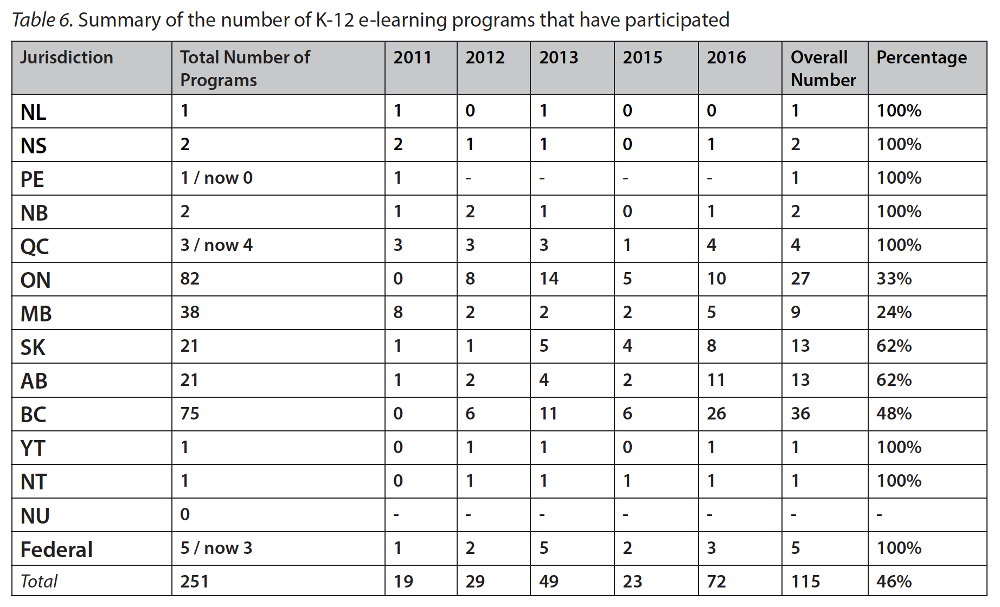 Table 6. Summary of the number of K-12 e-learning programs that have participated
Jurisdiction Total Number of Programs 2011 2012 2013 2015 2016 Overall Number Percentage
NL 1 1 0 1 0 0 1 100%
NS 2 2 1 1 0 1 2 100%
PE 1 / now 0 1 - - - - 1 100%
NB 2 1 2 1 0 1 2 100%
QC 3 / now 4 3 3 3 1 4 4 100%
ON 82 0 8 14 5 10 27 33%
MB 38 8 2 2 2 5 9 24%
SK 21 1 1 5 4 8 13 62%
AB 21 1 2 4 2 11 13 62%
BC 75 0 6 11 6 26 36 48%
YT 1 0 1 1 0 1 1 100%
NT 1 0 1 1 1 1 1 100%
NU 0 - - - - - - -
Federal 5 / now 3 1 2 5 2 3 5 100%
Total 251 19 29 49 23 72 115 46%